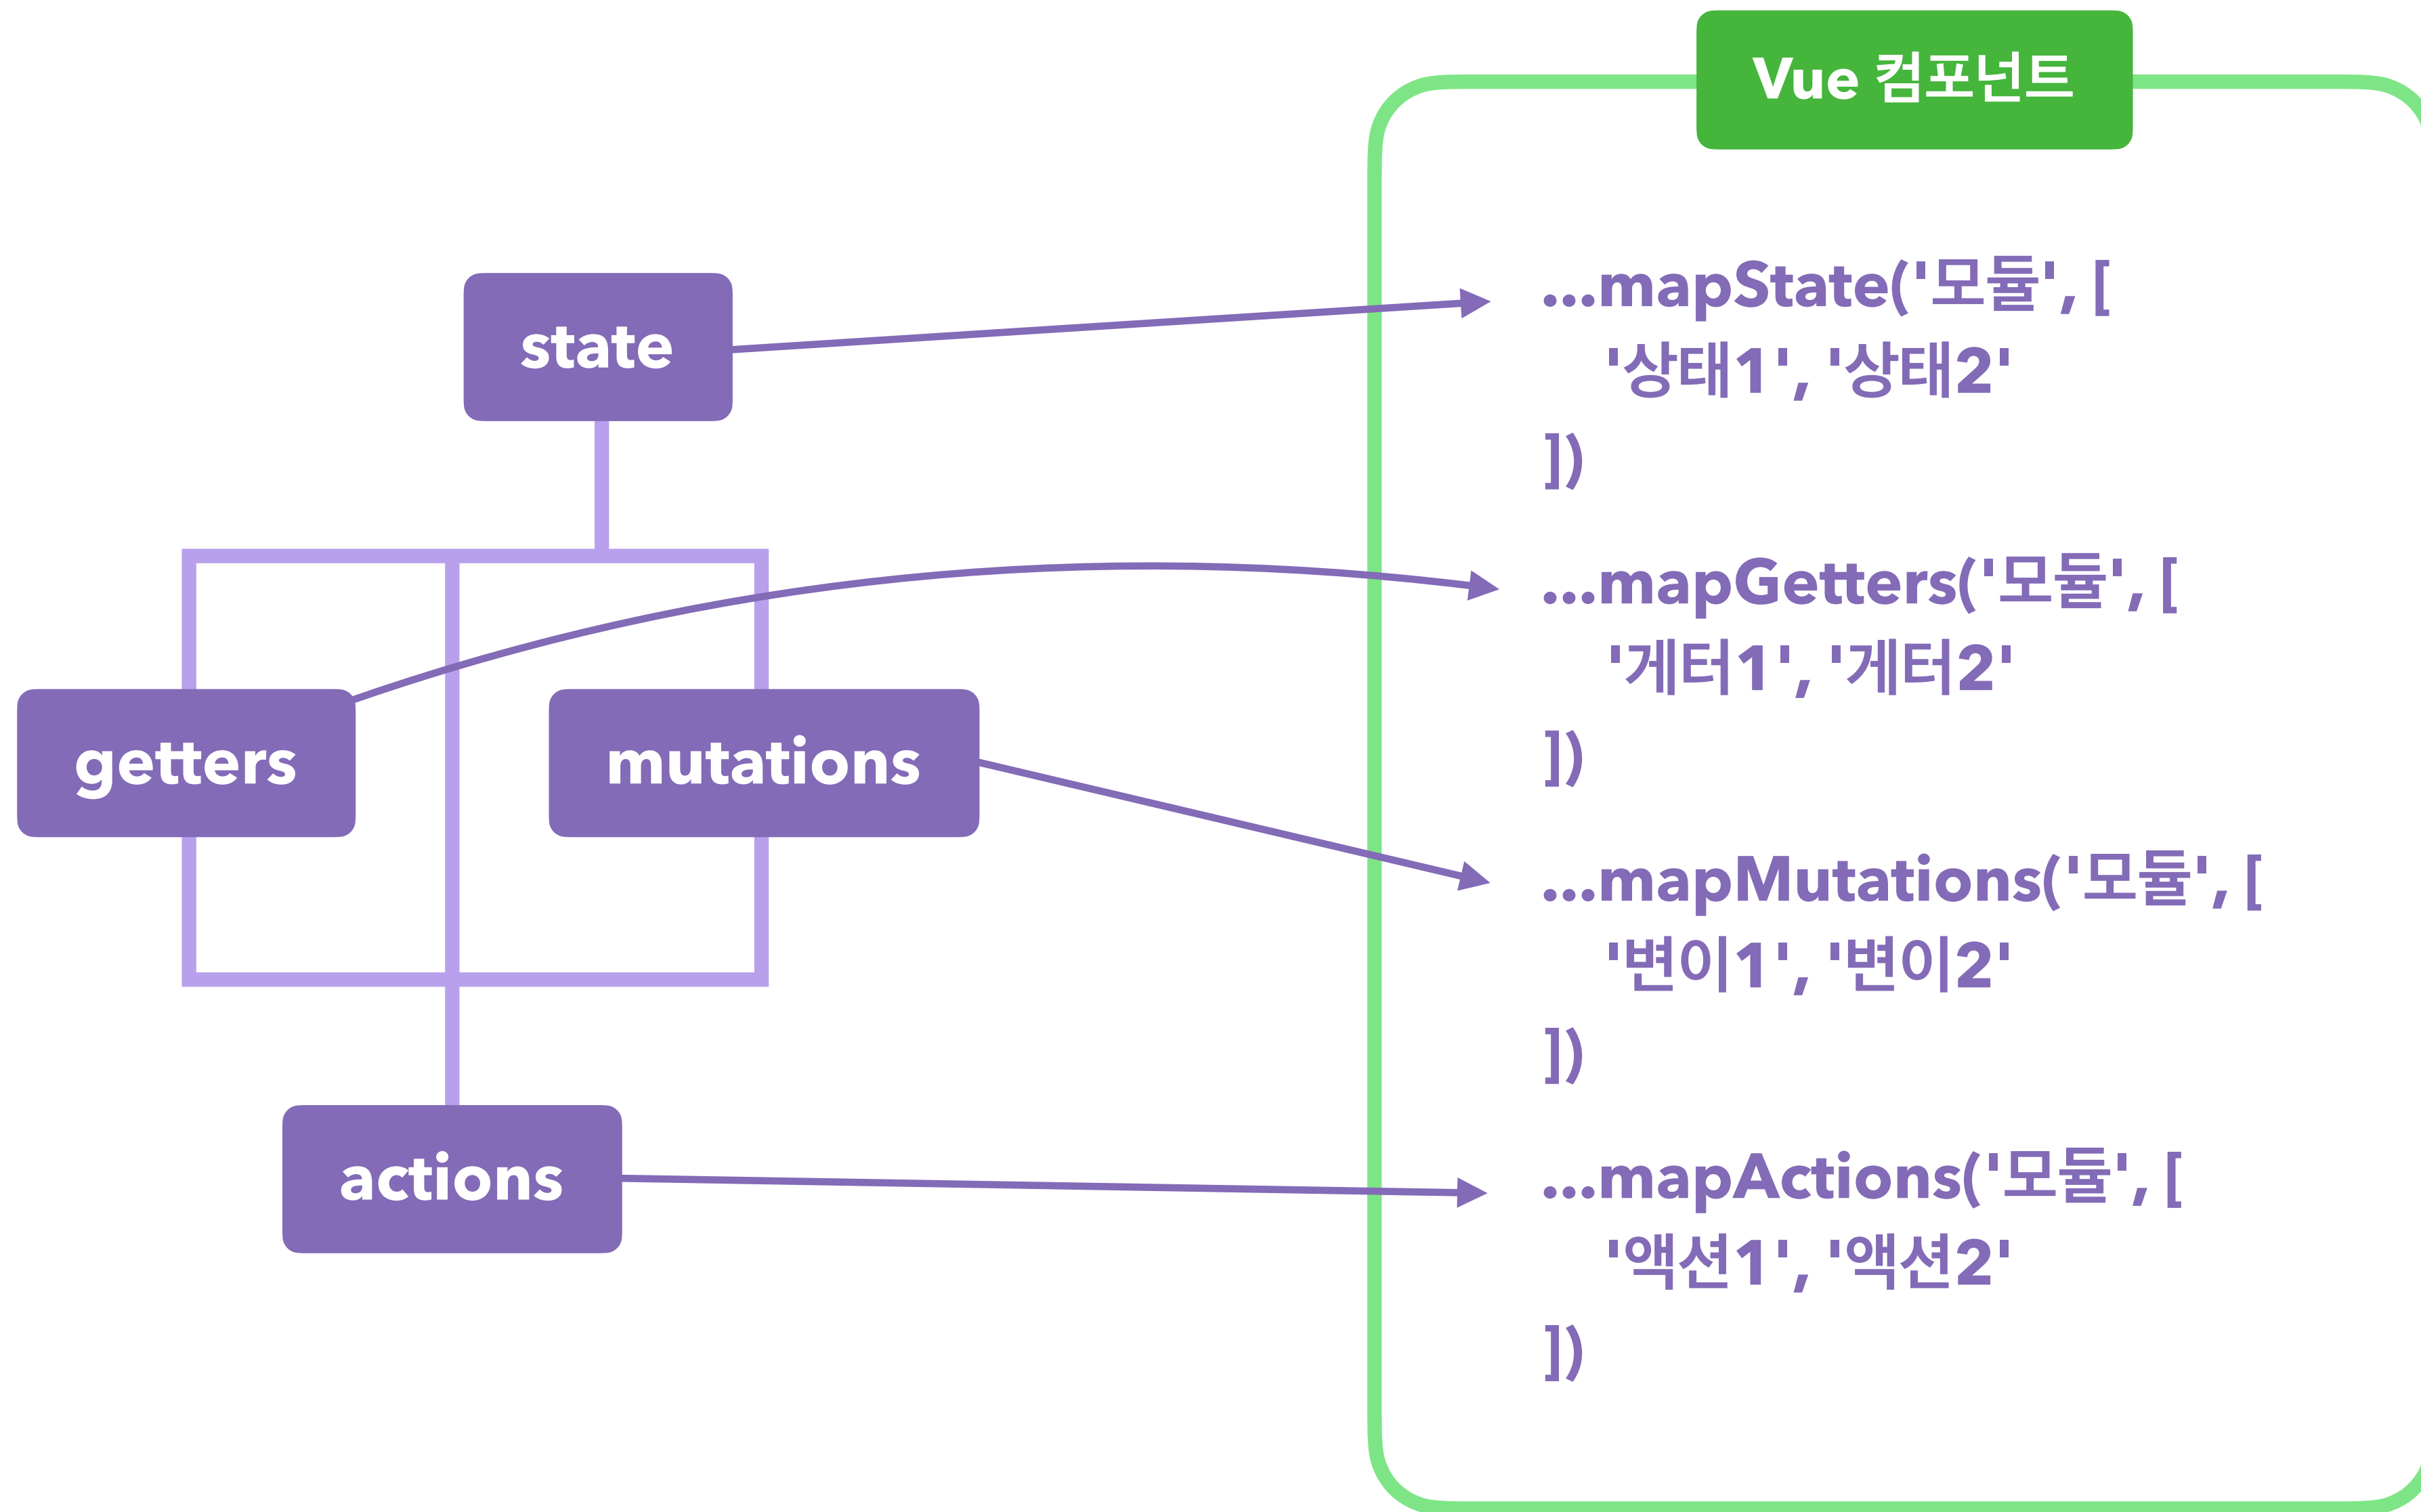 Vue 컴포넌트
state
getters
mutations
actions
...mapState('모듈', [
'상태1', '상태2'
])
...mapGetters('모듈', [
'게터1', '게터2'
])
...mapMutations('모듈', [
'변이1', '변이2'
])
...mapActions('모듈', [
'액션1', '액션2'
])